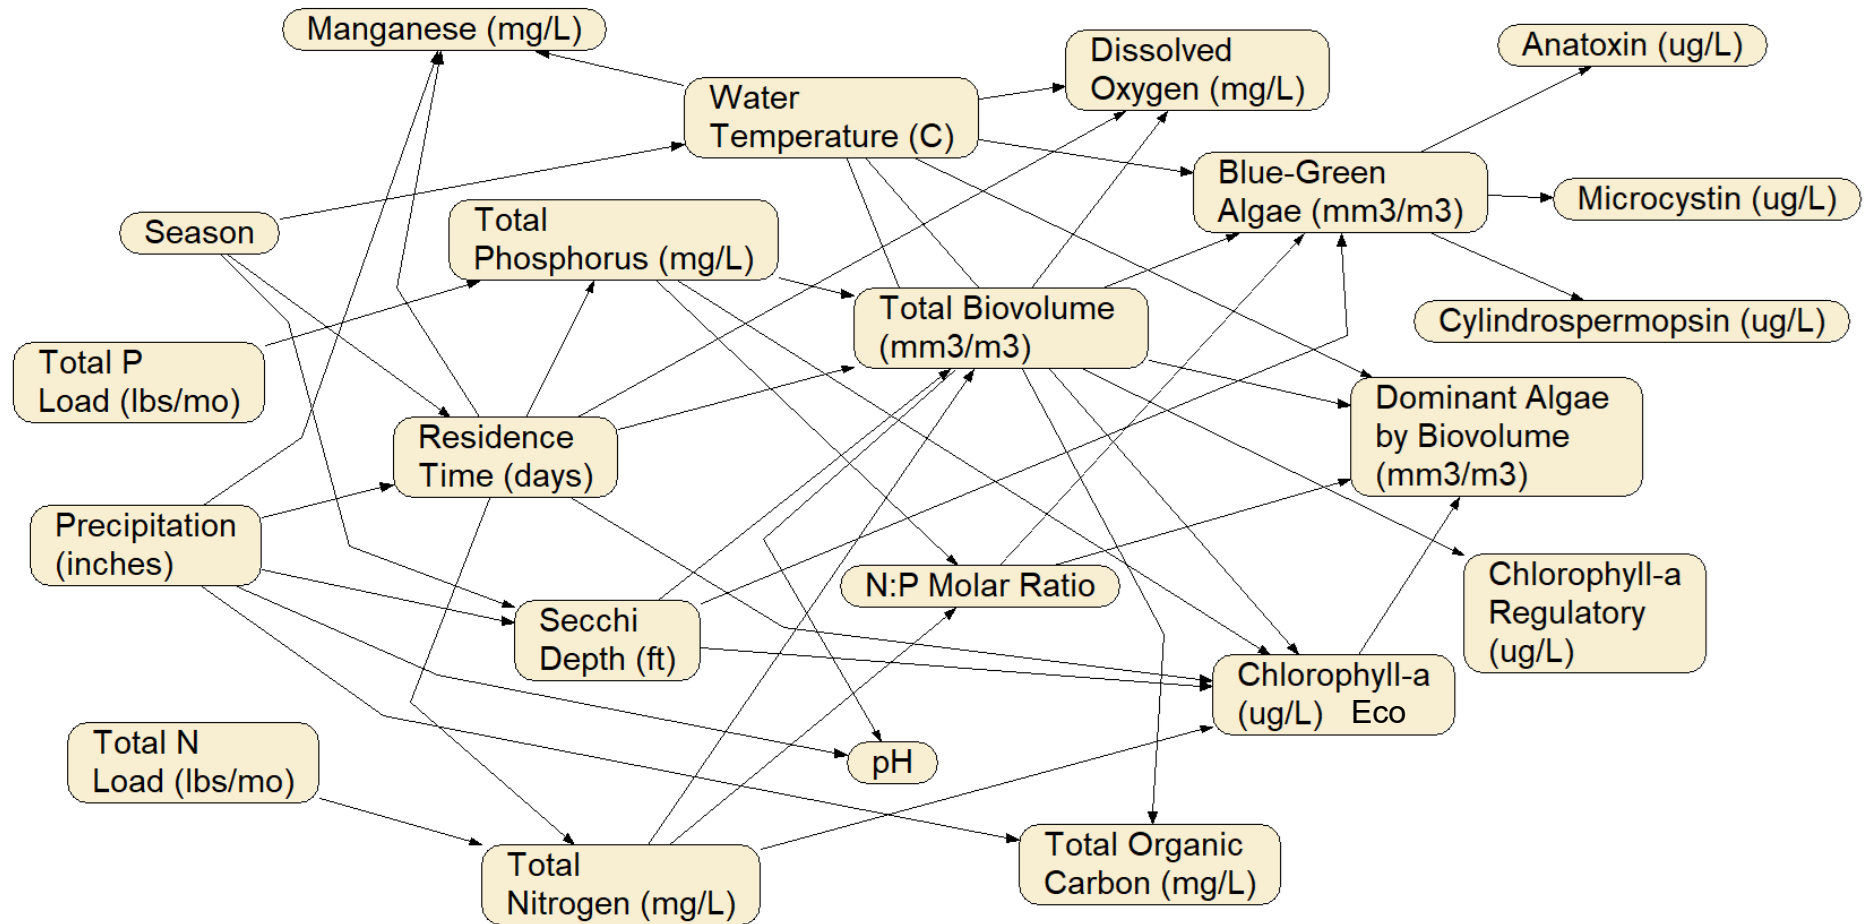 Manganese (mg/L)
Dissolved
Oxygen (mg/L)
Anatoxin (ug/L)
Water
Temperature (C)
Blue-Green
Algae (mm3/m3)
Microcystin (ug/L)
Season
Total
Phosphorus (mg/L)
Total Biovolume
(mm3/m3)
Cylindrospermopsin (ug/L)
Total P
Load (lbs/mo)
Residence
Time (days)
Dominant Algae
by Biovolume
(mm3/m3)
Precipitation
(inches)
N:P Molar Ratio
Chlorophyll-a
Regulatory
(ug/L)
Secchi
Depth (ft)
Chlorophyll-a
(ug/L) Eco
Total N
Load (lbs/mo)
pH
Total
Nitrogen (mg/L)
Total Organic
Carbon (mg/L)